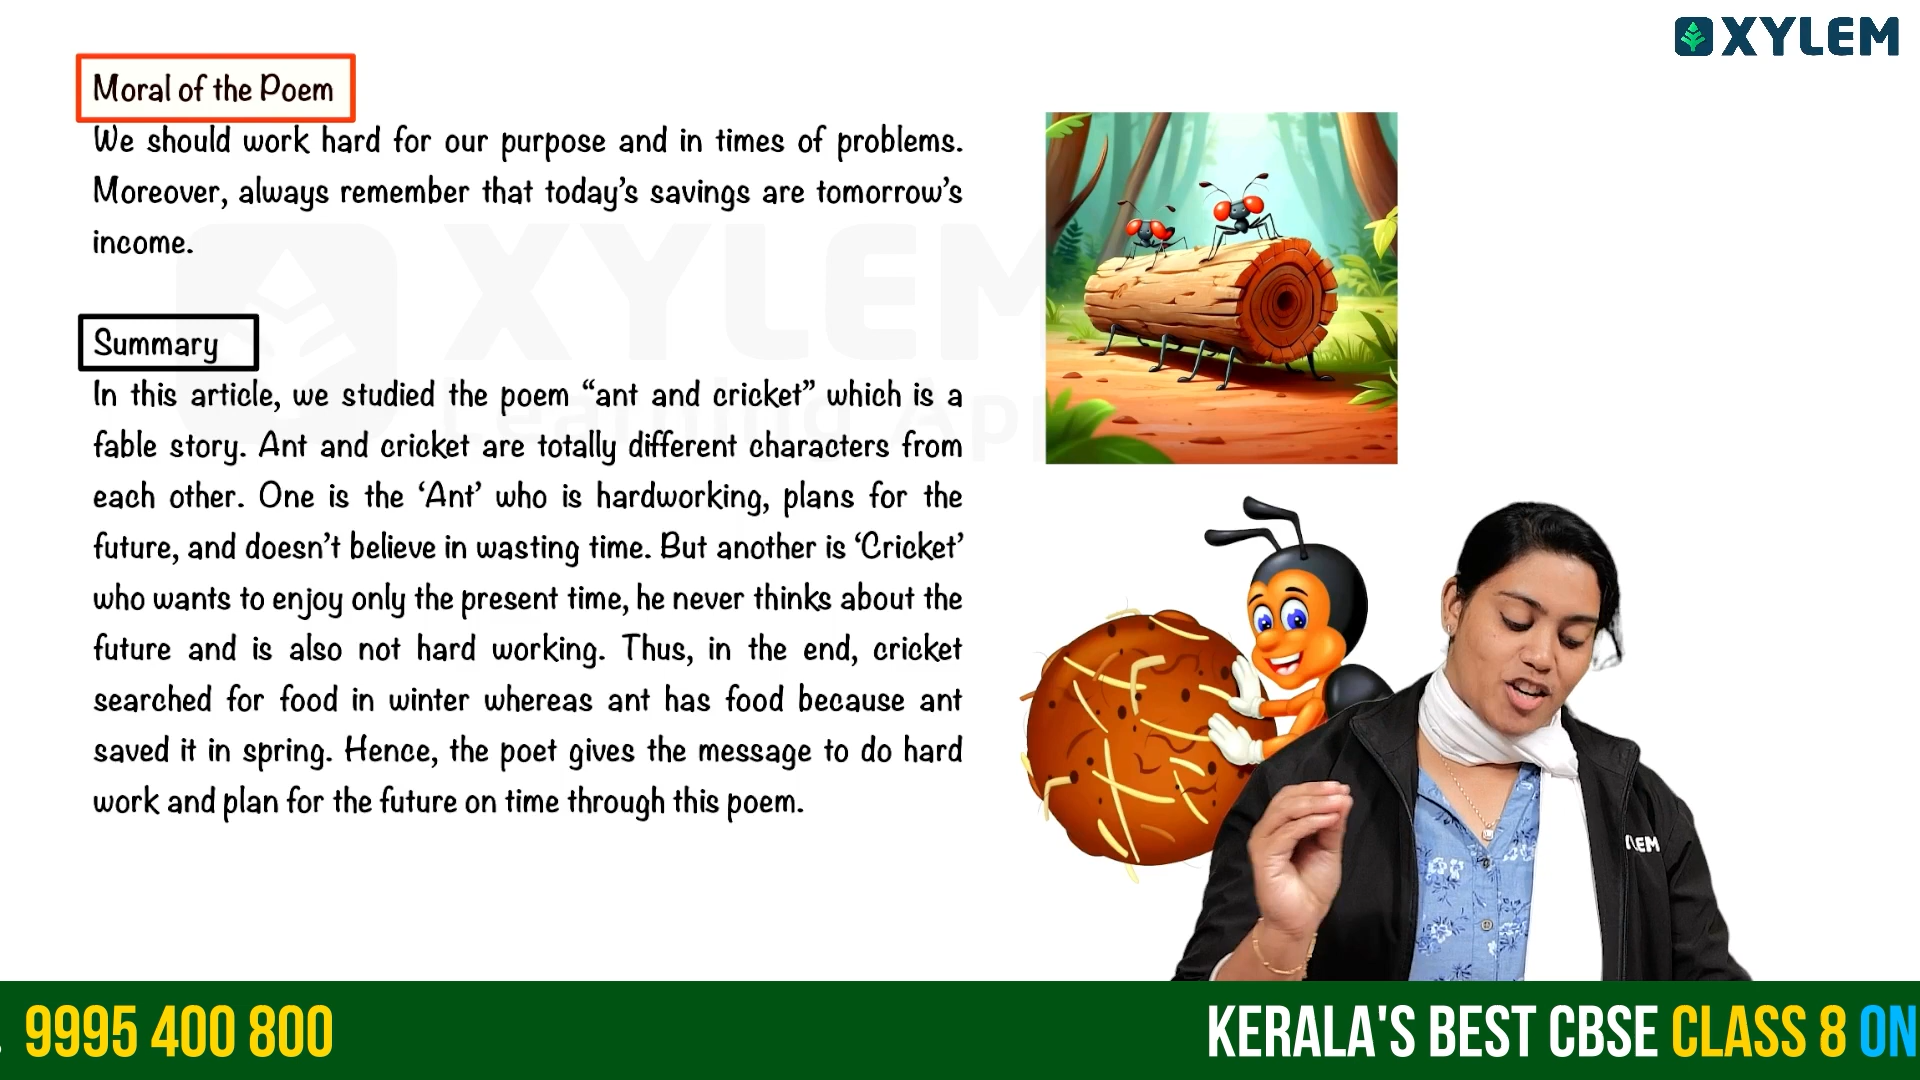 XYLEM
Moral of the Poem
We should work hard for our purpose and in times of problems.
Moreover, always remember that today's savings are tomorrow's
income.
Summary
In this article, we studied the poem “ant and cricket” which is a
fable story. Ant and cricket are totally different characters from
each other. One is the ‘Ant’ who is hardworking, plans for the
future, and doesn’t believe in wasting time. But another is ‘Cricket’
who wants to enjoy only the present time, he never thinks about the
future and is also not hard working. Thus, in the end, cricket
searched for food in winter whereas ant has food because ant
saved it in spring. Hence, the poet gives the message to do hard
work and plan for the future on time through this poem.
XYLEM
Learning App
LEM
9995 400 800
KERALA'S BEST CBSE CLASS 8 ON